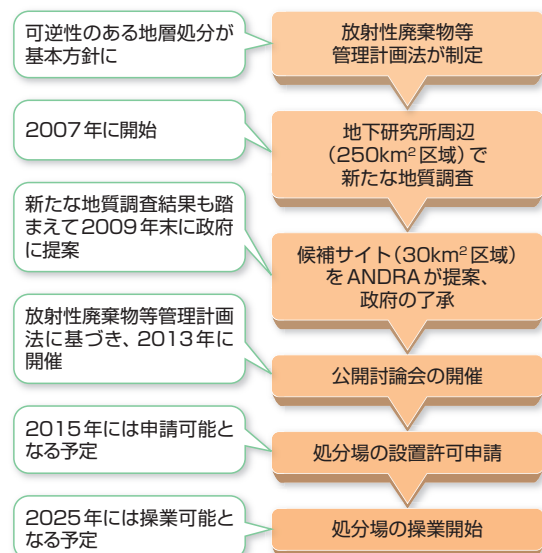 可逆性のある地層処分が
基本方針に
放射性廃棄物等
管理計画法が制定
2007年に開始
地下研究所周辺
（250km²区域）で
新たな地質調査
新たな地質調査結果も踏
まえて2009年末に政府
に提案
候補サイト（30km²区域）
をANDRAが提案、
政府の了承
放射性廃棄物等管理計画
法に基づき、2013年に
開催
公開討論会の開催
2015年には申請可能と
なる予定
処分場の設置許可申請
2025年には操業可能と
なる予定
処分場の操業開始